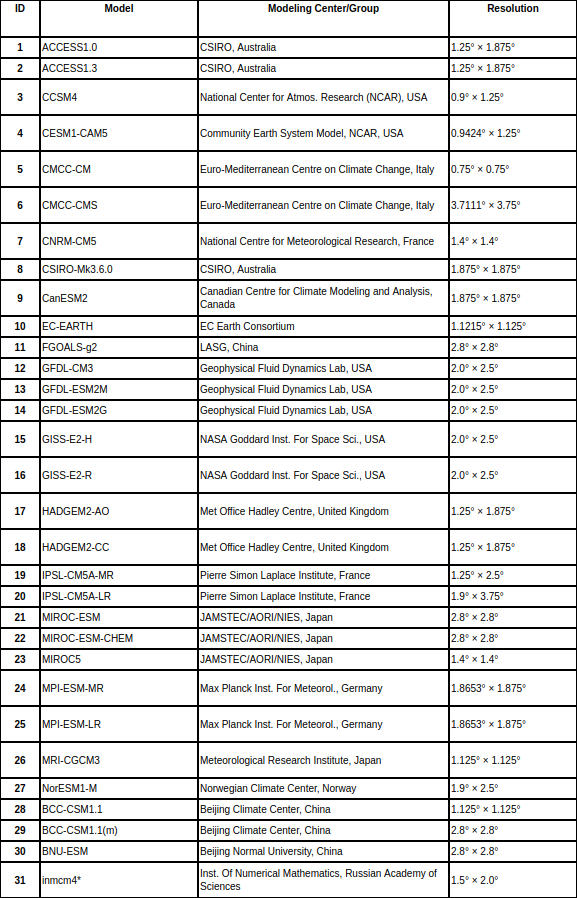 ID Model Modeling Center/Group Resolution
1 ACCESS1.0 CSIRO, Australia 1.25° × 1.875°
2 ACCESS1.3 CSIRO, Australia 1.25° × 1.875°
3 CCSM4 National Center for Atmos. Research (NCAR), USA 0.9° × 1.25°
4 CESM1-CAM5 Community Earth System Model, NCAR, USA 0.9424° × 1.25°
5 CMCC-CM Euro-Mediterranean Centre on Climate Change, Italy 0.75° × 0.75°
6 CMCC-CMS Euro-Mediterranean Centre on Climate Change, Italy 3.7111° × 3.75°
7 CNRM-CM5 National Centre for Meteorological Research, France 1.4° × 1.4°
8 CSIRO-Mk3.6.0 CSIRO, Australia 1.875° × 1.875°
9 CanESM2 Canadian Centre for Climate Modeling and Analysis,
Canada 1.875° × 1.875°
10 EC-EARTH EC Earth Consortium 1.1215° × 1.125°
11 FGOALS-g2 LASG, China 2.8° × 2.8°
12 GFDL-CM3 Geophysical Fluid Dynamics Lab, USA 2.0° × 2.5°
13 GFDL-ESM2M Geophysical Fluid Dynamics Lab, USA 2.0° × 2.5°
14 GFDL-ESM2G Geophysical Fluid Dynamics Lab, USA 2.0° × 2.5°
15 GISS-E2-H NASA Goddard Inst. For Space Sci., USA 2.0° × 2.5°
16 GISS-E2-R NASA Goddard Inst. For Space Sci., USA 2.0° × 2.5°
17 HADGEM2-AO Met Office Hadley Centre, United Kingdom 1.25° × 1.875°
18 HADGEM2-CC Met Office Hadley Centre, United Kingdom 1.25° × 1.875°
19 IPSL-CM5A-MR Pierre Simon Laplace Institute, France 1.25° × 2.5°
20 IPSL-CM5A-LR Pierre Simon Laplace Institute, France 1.9° × 3.75°
21 MIROC-ESM JAMSTEC/AORI/NIES, Japan 2.8° × 2.8°
22 MIROC-ESM-CHEM JAMSTEC/AORI/NIES, Japan 2.8° × 2.8°
23 MIROC5 JAMSTEC/AORI/NIES, Japan 1.4° × 1.4°
24 MPI-ESM-MR Max Planck Inst. For Meteorol., Germany 1.8653° × 1.875°
25 MPI-ESM-LR Max Planck Inst. For Meteorol., Germany 1.8653° × 1.875°
26 MRI-CGCM3 Meteorological Research Institute, Japan 1.125° × 1.125°
27 NorESM1-M Norwegian Climate Center, Norway 1.9° × 2.5°
28 BCC-CSM1.1 Beijing Climate Center, China 1.125° × 1.125°
29 BCC-CSM1.1(m) Beijing Climate Center, China 2.8° × 2.8°
30 BNU-ESM Beijing Normal University, China 2.8° × 2.8°
31 inmcm4* Inst. Of Numerical Mathematics, Russian Academy of
Sciences 1.5° × 2.0°